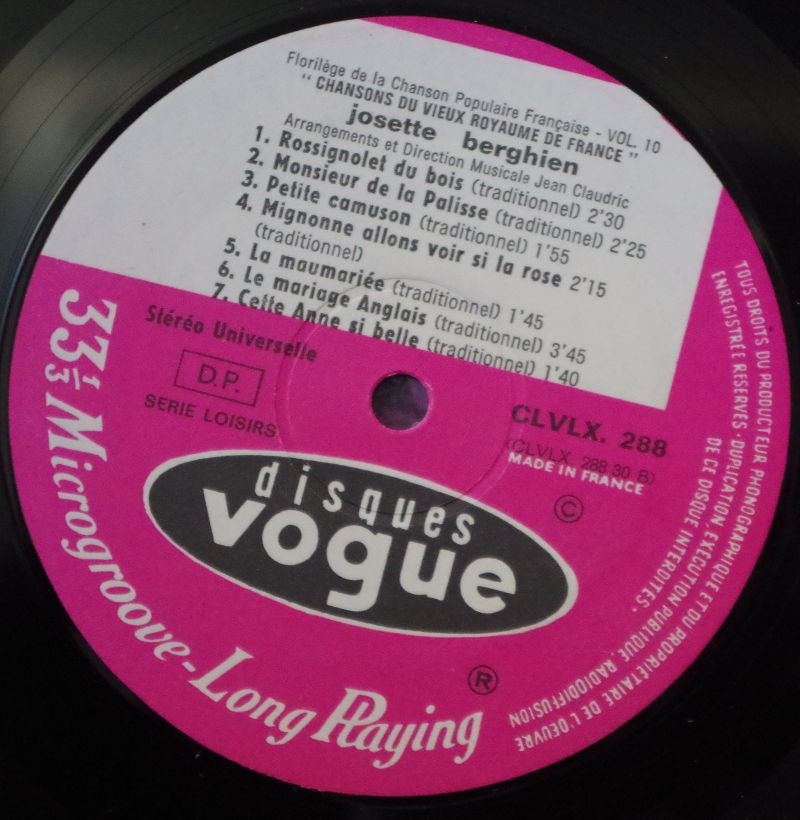 Florilège de la Chanson Populaire Française - VOL. 10
" CHANSONS DU VIEUX ROYAUME DE FRANCE "
josette berghien
Arrangements et Direction Musicale Jean Claudric
1. Rossignolet du bois (traditionnel) 2'30
2. Monsieur de la Palisse (traditionnel) 2'25
3. Petite camuson (traditionnel) 1'55
4. Mignonne allons voir si la rose 2'15
(traditionnel)
5. La maumariée (traditionnel) 1'45
6. Le mariage Anglais (traditionnel) 3'45
7. Cette Anne si belle (traditionnel) 1'40
Stéréo Universelle
D.P.
SERIE LOISIRS
CLVLX. 288
(CLVLX. 288 30 B)
MADE IN FRANCE
©
disques
vogue
®
33 1/3 Microgroove - Long Playing
TOUS DROITS DU PRODUCTEUR PHONOGRAPHIQUE ET DU PROPRIÉTAIRE DE L'OEUVRE
ENREGISTRÉE RÉSERVÉS · DUPLICATION, EXÉCUTION PUBLIQUE, RADIODIFFUSION
DE CE DISQUE INTERDITES.